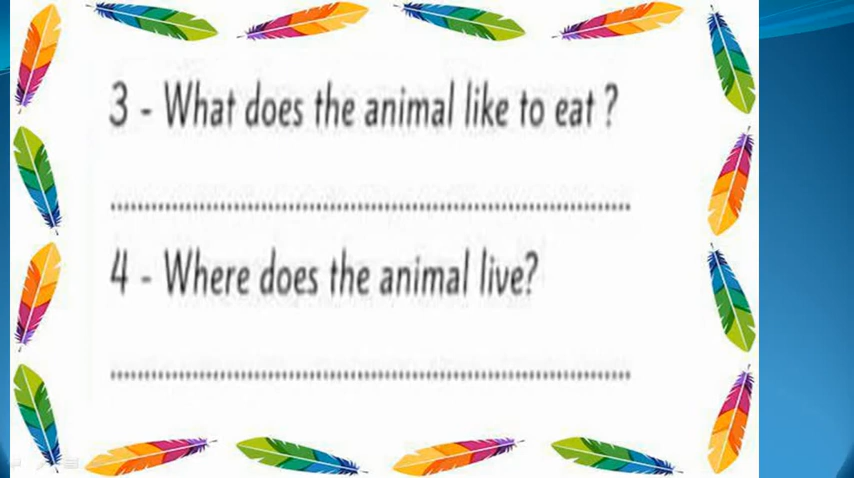 3 - What does the animal like to eat ?
................................................................................
4 - Where does the animal live?
................................................................................